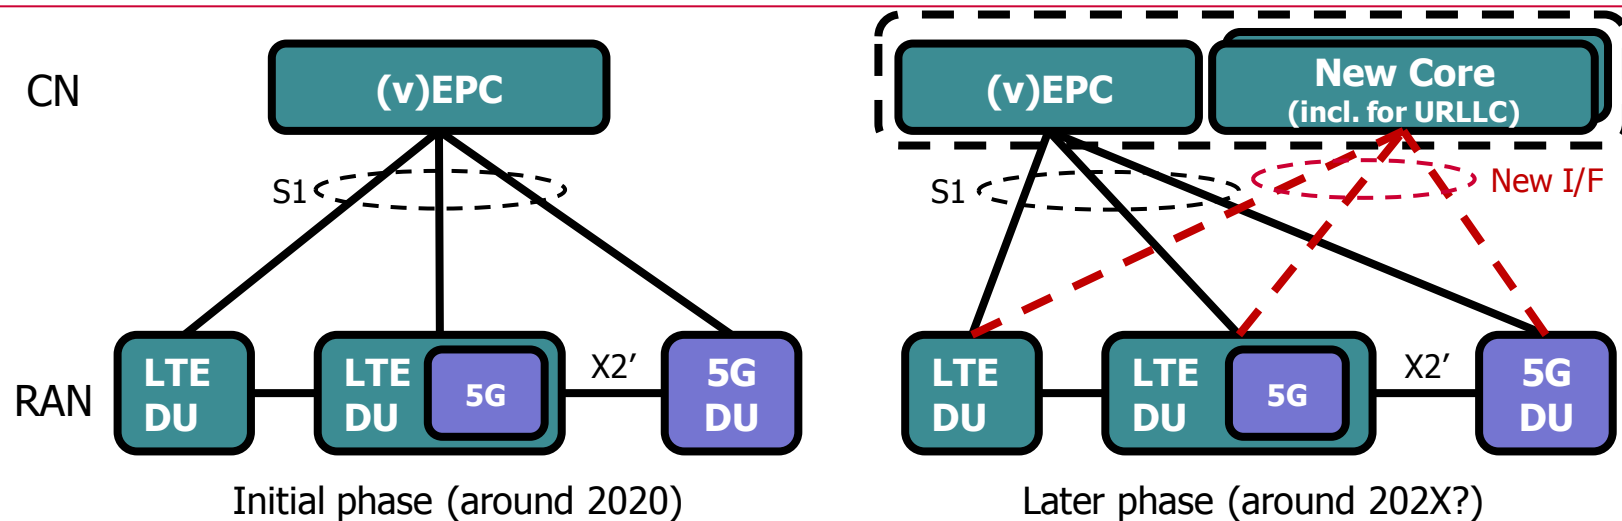 CN
(v)EPC
S1
RAN
LTE
DU
LTE
DU
5G
X2’
5G
DU
Initial phase (around 2020)
(v)EPC
New Core
(incl. for URLLC)
S1
New I/F
LTE
DU
LTE
DU
5G
X2’
5G
DU
Later phase (around 202X?)